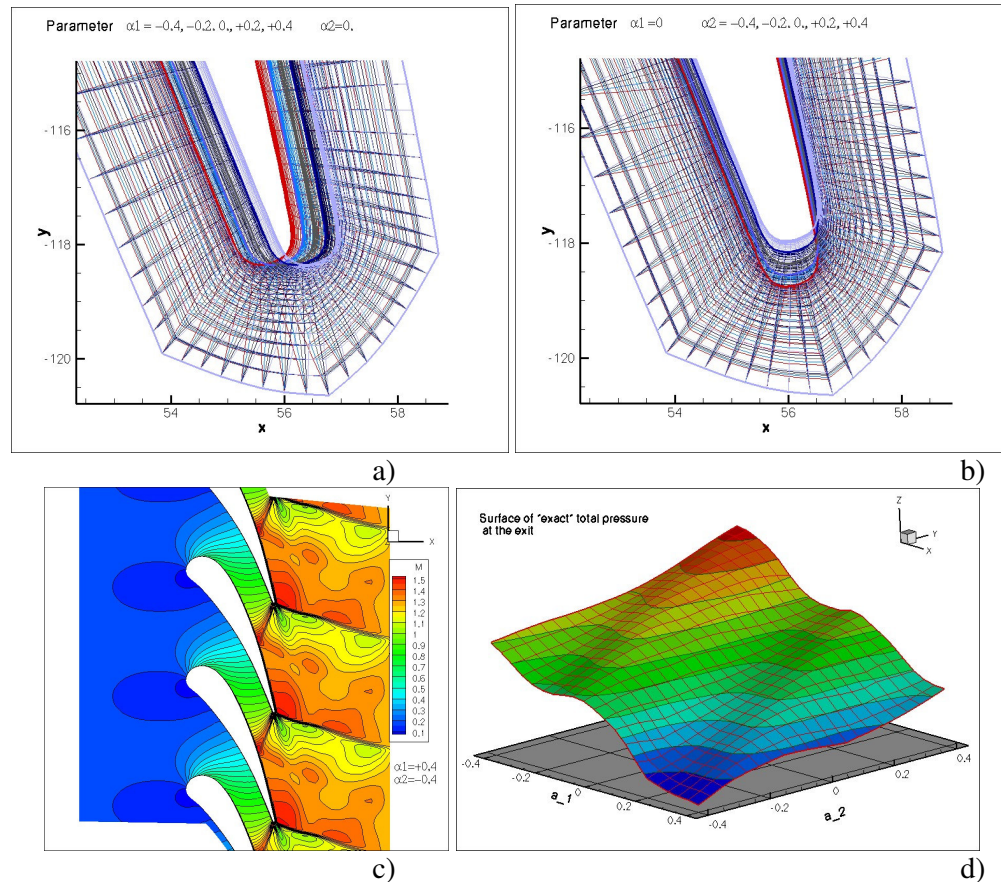 Parameter α1 = −0.4, −0.2. 0., +0.2, +0.4 α2=0.
-116
-118
-120
y
54 56 58
x
a)
Parameter α1=0 α2 = −0.4, −0.2. 0., +0.2, +0.4
-116
-118
-120
y
54 56 58
x
b)
Y
Z X
M
1.5
1.4
1.3
1.2
1.1
1
0.9
0.8
0.7
0.6
0.5
0.4
0.3
0.2
0.1
α1=+0.4
α2=−0.4
c)
Surface of "exact" total pressure
at the exit
Z
Y
X
-0.4
-0.2
0
0.2
0.4
a_1
-0.4
-0.2
0
0.2
0.4
a_2
d)